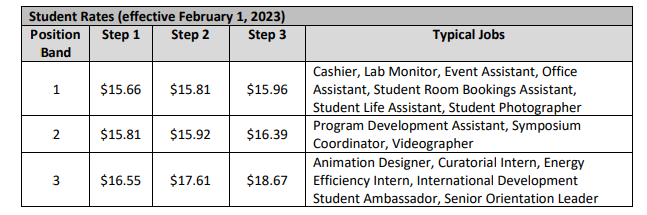 Student Rates (effective February 1, 2023)
Position Band Step 1 Step 2 Step 3 Typical Jobs
1 $15.66 $15.81 $15.96 Cashier, Lab Monitor, Event Assistant, Office
Assistant, Student Room Bookings Assistant,
Student Life Assistant, Student Photographer
2 $15.81 $15.92 $16.39 Program Development Assistant, Symposium
Coordinator, Videographer
3 $16.55 $17.61 $18.67 Animation Designer, Curatorial Intern, Energy
Efficiency Intern, International Development
Student Ambassador, Senior Orientation Leader